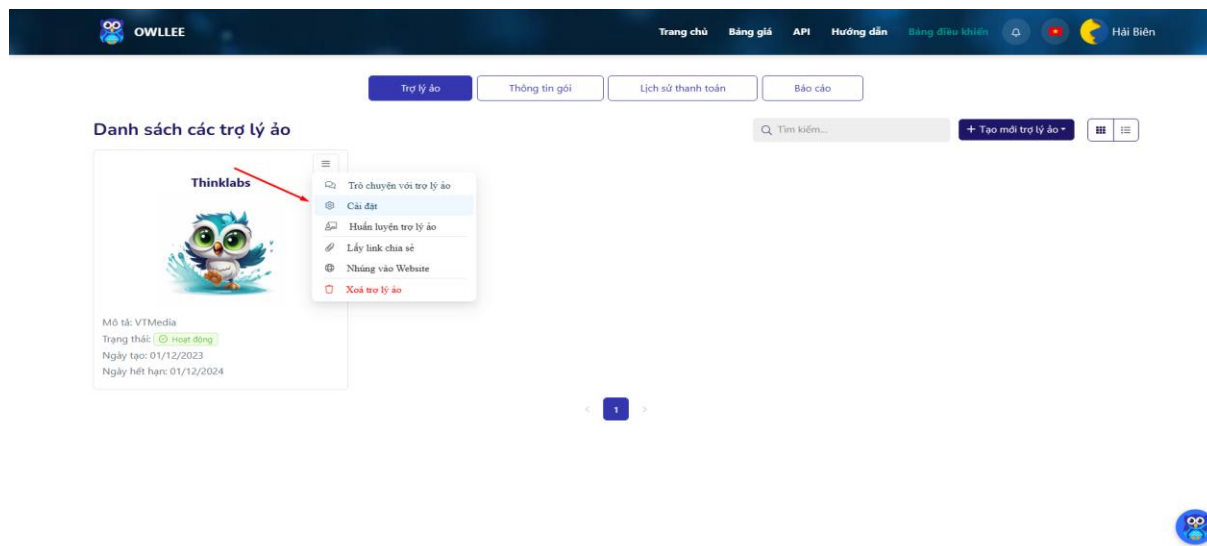 OWLLEE
Trang chủ Bảng giá API Hướng dẫn Bảng điều khiển Hải Biên
Trợ lý ảo Thông tin gói Lịch sử thanh toán Báo cáo
Danh sách các trợ lý ảo Tìm kiếm... + Tạo mới trợ lý ảo
Thinklabs
Trò chuyện với trợ lý ảo
Cài đặt
Huấn luyện trợ lý ảo
Lấy link chia sẻ
Nhúng vào Website
Xoá trợ lý ảo
Mô tả: VTMedia
Trạng thái: Hoạt động
Ngày tạo: 01/12/2023
Ngày hết hạn: 01/12/2024
< 1 >